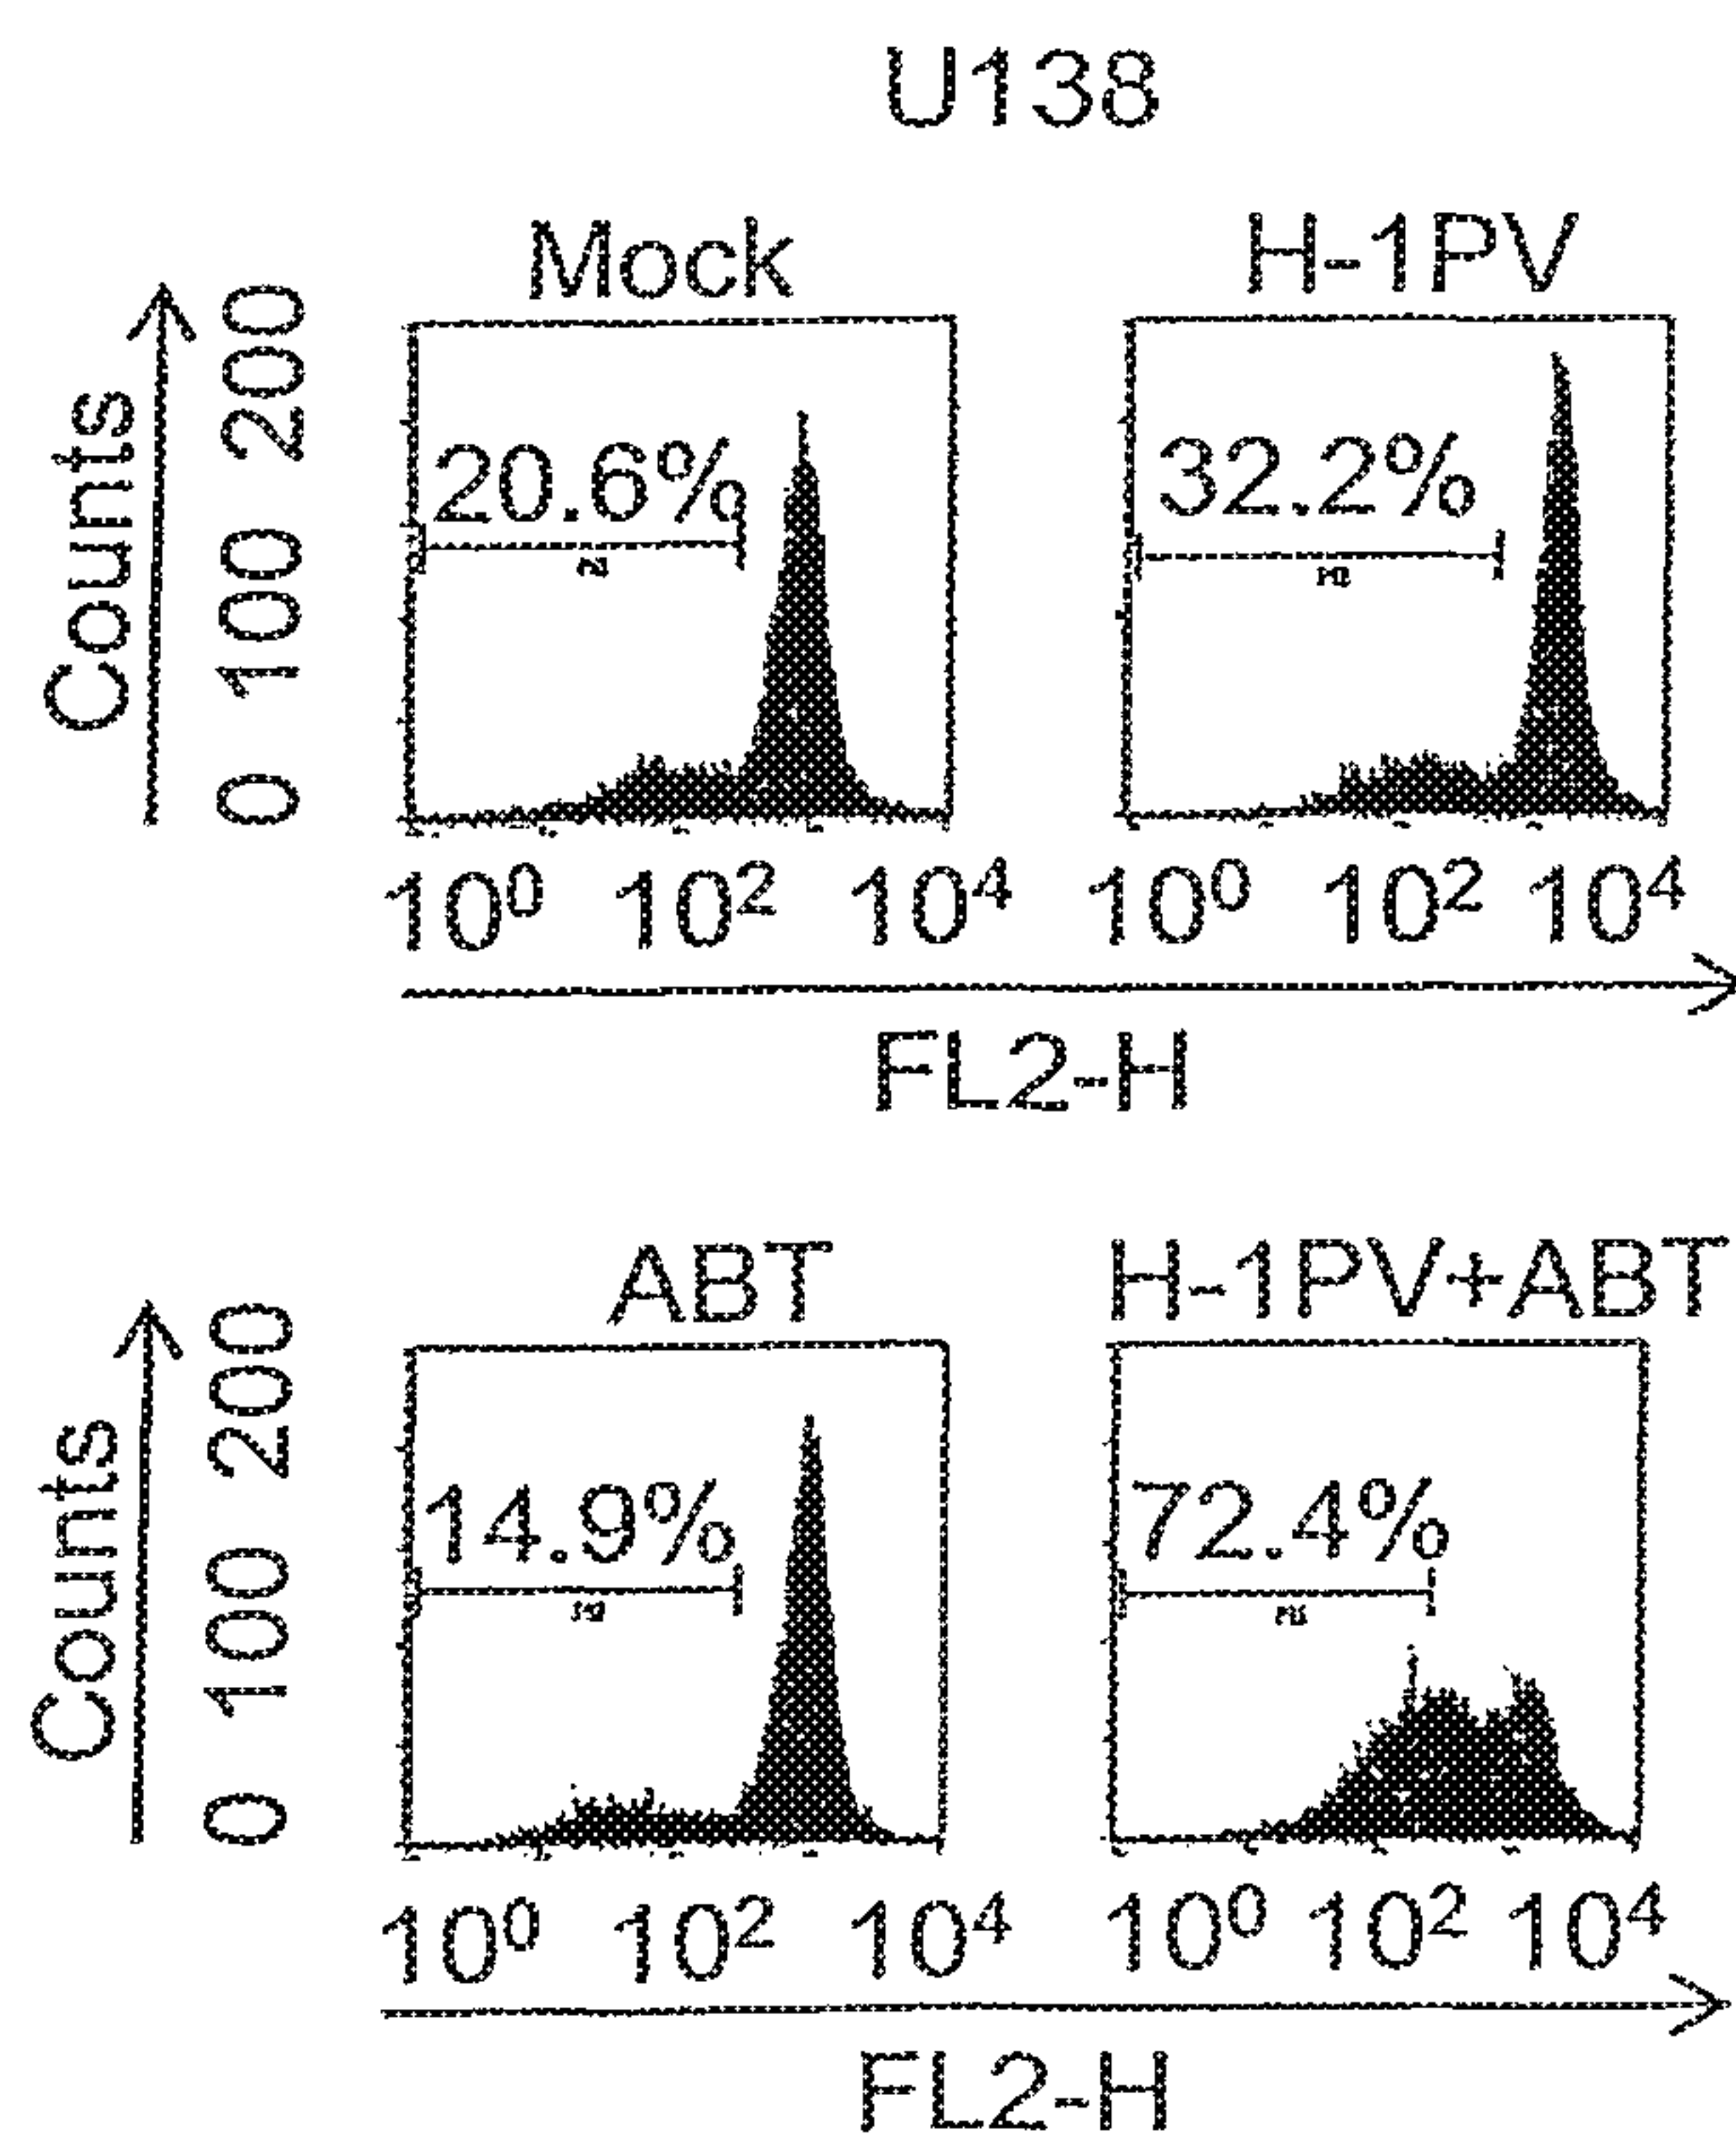 U138
Mock H-1PV
Counts
0 100 200
20.6% 32.2%
10⁰ 10² 10⁴ 10⁰ 10² 10⁴
FL2-H
ABT H-1PV+ABT
Counts
0 100 200
14.9% 72.4%
10⁰ 10² 10⁴ 10⁰ 10² 10⁴
FL2-H